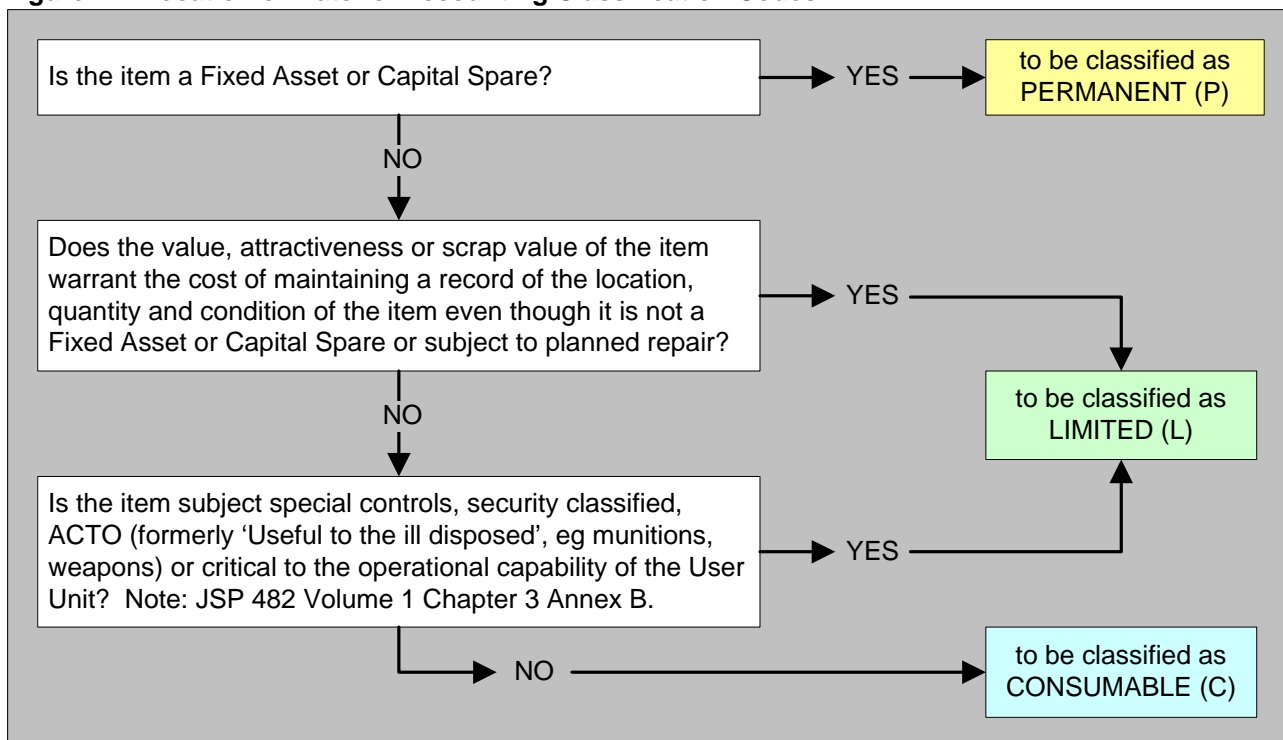 Is the item a Fixed Asset or Capital Spare?
YES
to be classified as
PERMANENT (P)
NO
Does the value, attractiveness or scrap value of the item
warrant the cost of maintaining a record of the location,
quantity and condition of the item even though it is not a
Fixed Asset or Capital Spare or subject to planned repair?
YES
NO
to be classified as
LIMITED (L)
Is the item subject special controls, security classified,
ACTO (formerly ‘Useful to the ill disposed’, eg munitions,
weapons) or critical to the operational capability of the User
Unit?  Note: JSP 482 Volume 1 Chapter 3 Annex B.
YES
NO
to be classified as
CONSUMABLE (C)